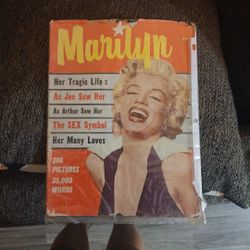 Marilyn
Her Tragic Life :
As Joe Saw Her
As Arthur Saw Her
The SEX Symbol
Her Many Loves
200
PICTURES
35,000
WORDS